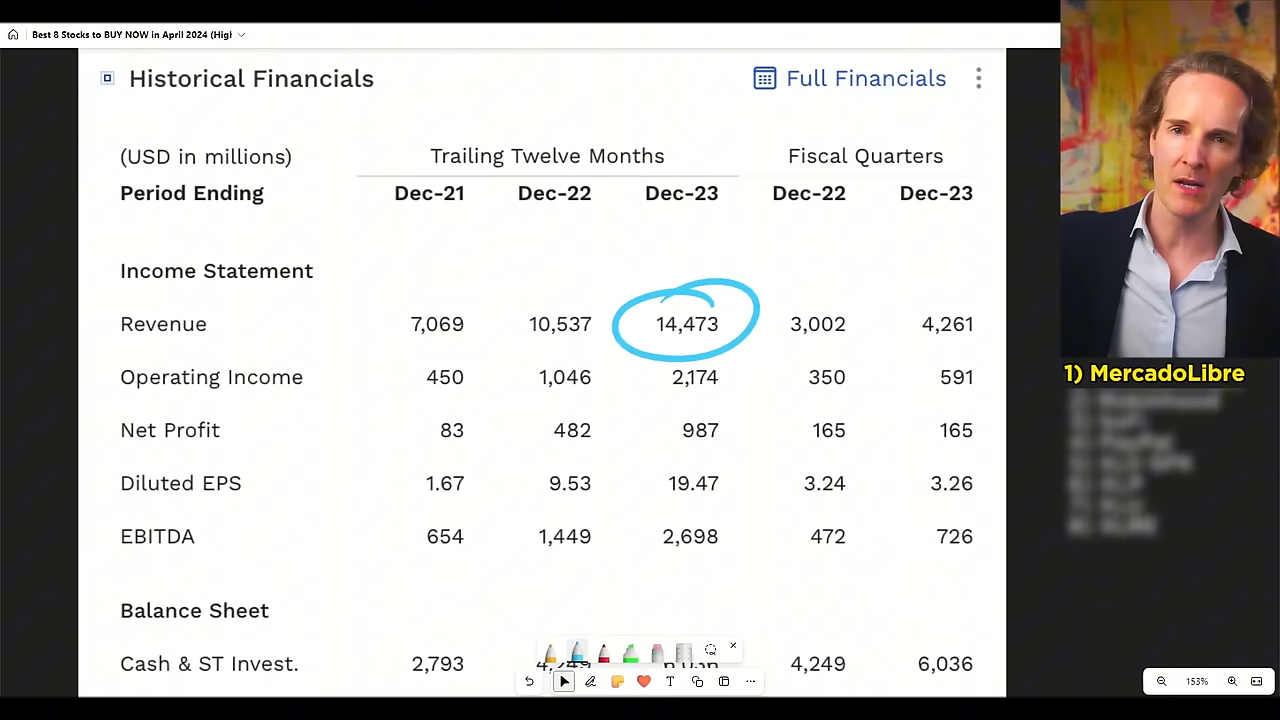 Best 8 Stocks to BUY NOW in April 2024 (High
Historical Financials
Full Financials
(USD in millions) Trailing Twelve Months Fiscal Quarters
Period Ending Dec-21 Dec-22 Dec-23 Dec-22 Dec-23
Income Statement
Revenue 7,069 10,537 14,473 3,002 4,261
Operating Income 450 1,046 2,174 350 591
Net Profit 83 482 987 165 165
Diluted EPS 1.67 9.53 19.47 3.24 3.26
EBITDA 654 1,449 2,698 472 726
Balance Sheet
Cash & ST Invest. 2,793 4,249 4,249 6,036
T
153%
1) MercadoLibre